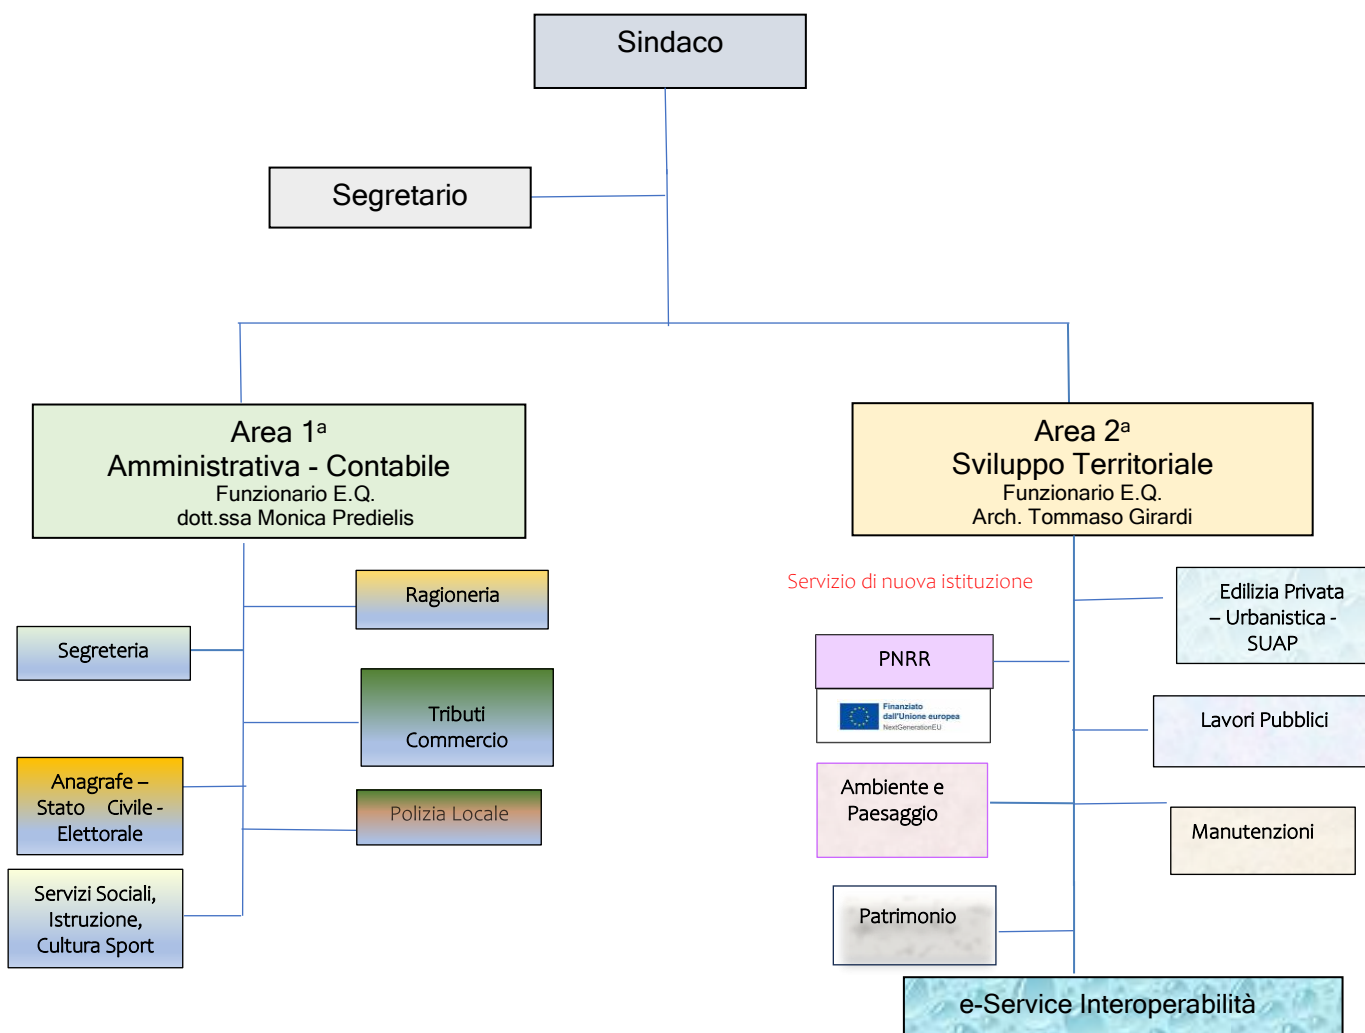 Sindaco
Segretario
Area 1ª
Amministrativa - Contabile
Funzionario E.Q.
dott.ssa Monica Predielis
Area 2ª
Sviluppo Territoriale
Funzionario E.Q.
Arch. Tommaso Girardi
Ragioneria
Segreteria
Tributi
Commercio
Anagrafe –
Stato Civile -
Elettorale
Polizia Locale
Servizi Sociali,
Istruzione,
Cultura Sport
Servizio di nuova istituzione
Edilizia Privata
– Urbanistica -
SUAP
PNRR
Finanziato
dall'Unione europea
NextGenerationEU
Lavori Pubblici
Ambiente e
Paesaggio
Manutenzioni
Patrimonio
e-Service Interoperabilità